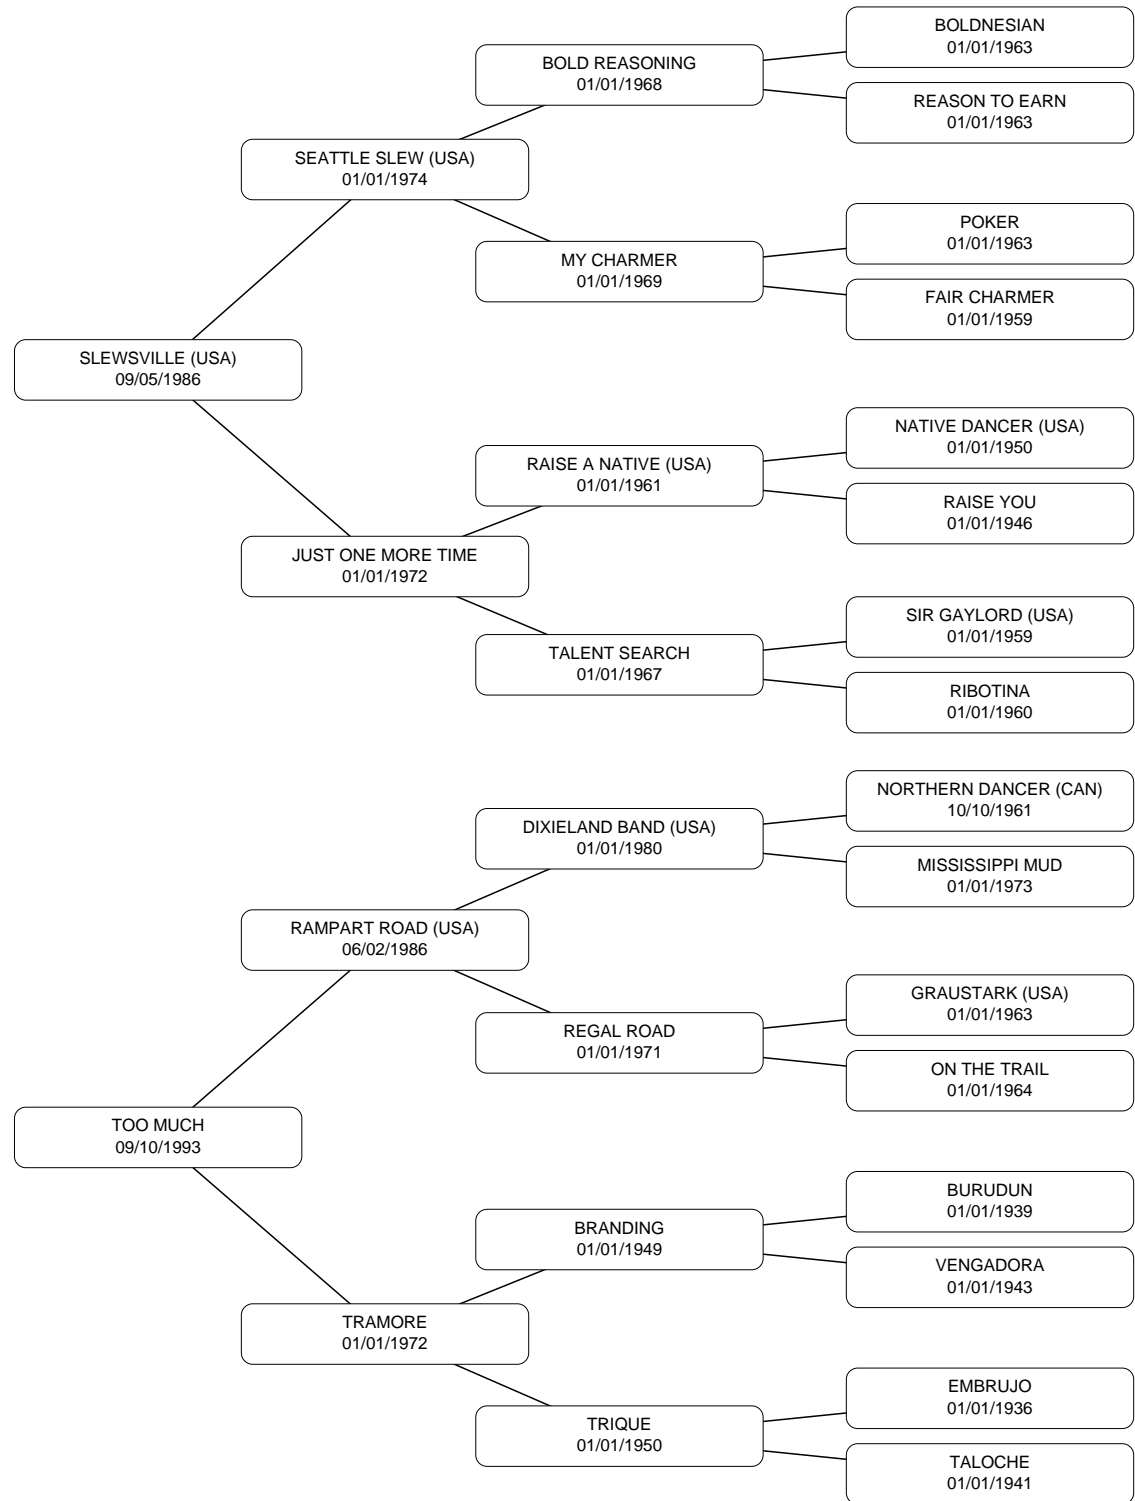 BOLDNESIAN
01/01/1963
BOLD REASONING
01/01/1968
REASON TO EARN
01/01/1963
SEATTLE SLEW (USA)
01/01/1974
POKER
01/01/1963
MY CHARMER
01/01/1969
FAIR CHARMER
01/01/1959
SLEWSVILLE (USA)
09/05/1986
NATIVE DANCER (USA)
01/01/1950
RAISE A NATIVE (USA)
01/01/1961
RAISE YOU
01/01/1946
JUST ONE MORE TIME
01/01/1972
SIR GAYLORD (USA)
01/01/1959
TALENT SEARCH
01/01/1967
RIBOTINA
01/01/1960
NORTHERN DANCER (CAN)
10/10/1961
DIXIELAND BAND (USA)
01/01/1980
MISSISSIPPI MUD
01/01/1973
RAMPART ROAD (USA)
06/02/1986
GRAUSTARK (USA)
01/01/1963
REGAL ROAD
01/01/1971
ON THE TRAIL
01/01/1964
TOO MUCH
09/10/1993
BURUDUN
01/01/1939
BRANDING
01/01/1949
VENGADORA
01/01/1943
TRAMORE
01/01/1972
EMBRUJO
01/01/1936
TRIQUE
01/01/1950
TALOCHE
01/01/1941